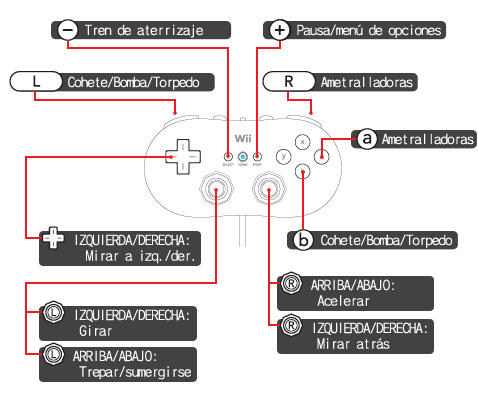 − Tren de aterrizaje
+ Pausa/menú de opciones
L Cohete/Bomba/Torpedo
R Ametralladoras
Wii
x
SELECT HOME START
y
a Ametralladoras
b
b Cohete/Bomba/Torpedo
IZQUIERDA/DERECHA:
Mirar a izq./der.
R ARRIBA/ABAJO:
Acelerar
L IZQUIERDA/DERECHA:
Girar
R IZQUIERDA/DERECHA:
Mirar atrás
L ARRIBA/ABAJO:
Trepar/sumergirse